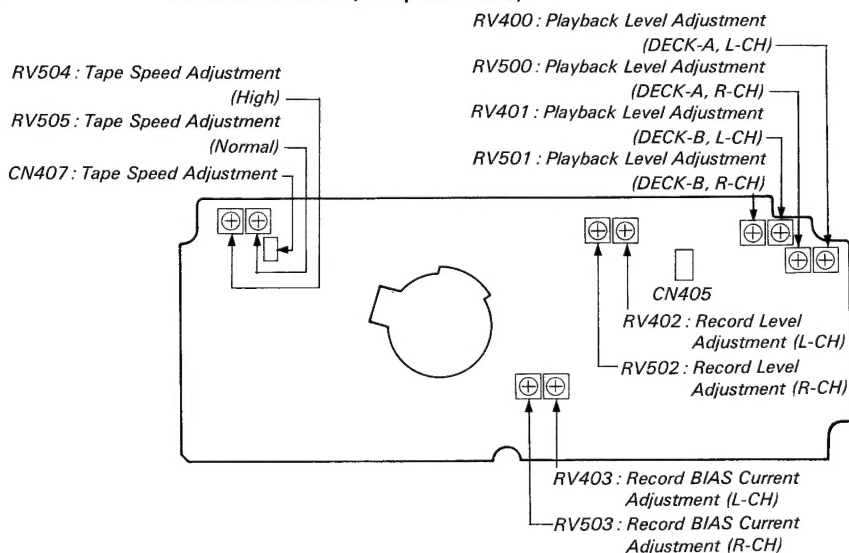 RV504 : Tape Speed Adjustment
(High)
RV505 : Tape Speed Adjustment
(Normal)
CN407 : Tape Speed Adjustment
RV400 : Playback Level Adjustment
(DECK-A, L-CH)
RV500 : Playback Level Adjustment
(DECK-A, R-CH)
RV401 : Playback Level Adjustment
(DECK-B, L-CH)
RV501 : Playback Level Adjustment
(DECK-B, R-CH)
CN405
RV402 : Record Level
Adjustment (L-CH)
RV502 : Record Level
Adjustment (R-CH)
RV403 : Record BIAS Current
Adjustment (L-CH)
RV503 : Record BIAS Current
Adjustment (R-CH)